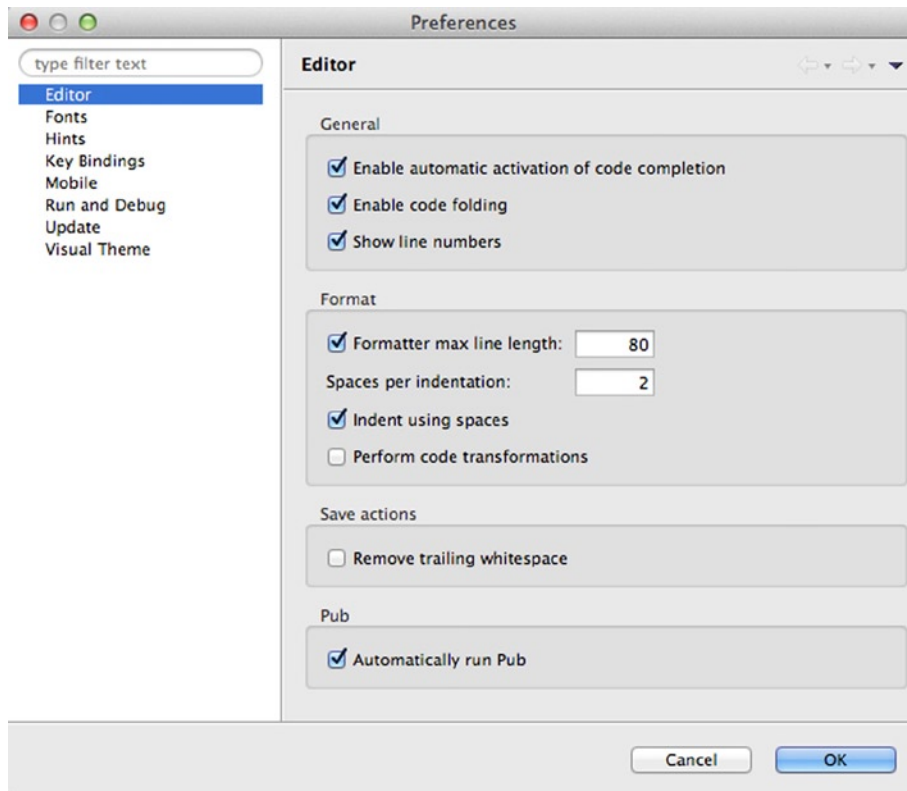 Preferences
type filter text
Editor
Fonts
Hints
Key Bindings
Mobile
Run and Debug
Update
Visual Theme
Editor
General
Enable automatic activation of code completion
Enable code folding
Show line numbers
Format
Formatter max line length: 80
Spaces per indentation: 2
Indent using spaces
Perform code transformations
Save actions
Remove trailing whitespace
Pub
Automatically run Pub
Cancel
OK